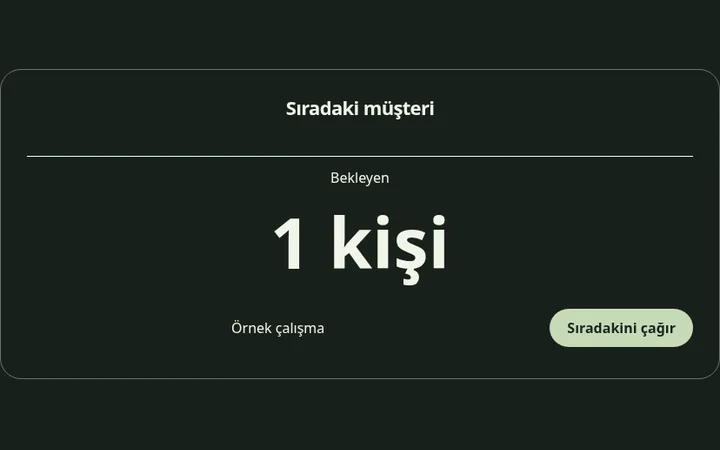 Sıradaki müşteri
Bekleyen
1 kişi
Örnek çalışma
Sıradakini çağır